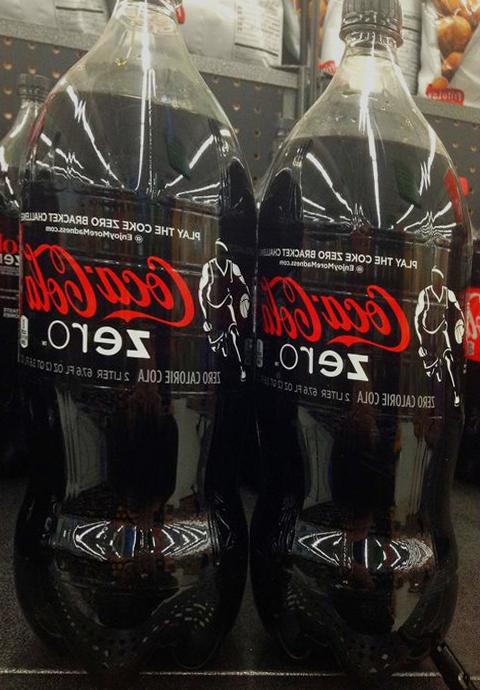 PLAY THE COKE ZERO BRACKET CHALLENGE
@ EnjoyMoreMadness.com
Coca-Cola
zero
ZERO CALORIE COLA 2 LITER 67.6 FL OZ
PLAY THE COKE ZERO BRACKET CHALLENGE
@ EnjoyMoreMadness.com
Coca-Cola
zero
ZERO CALORIE COLA 2 LITER 67.6 FL OZ